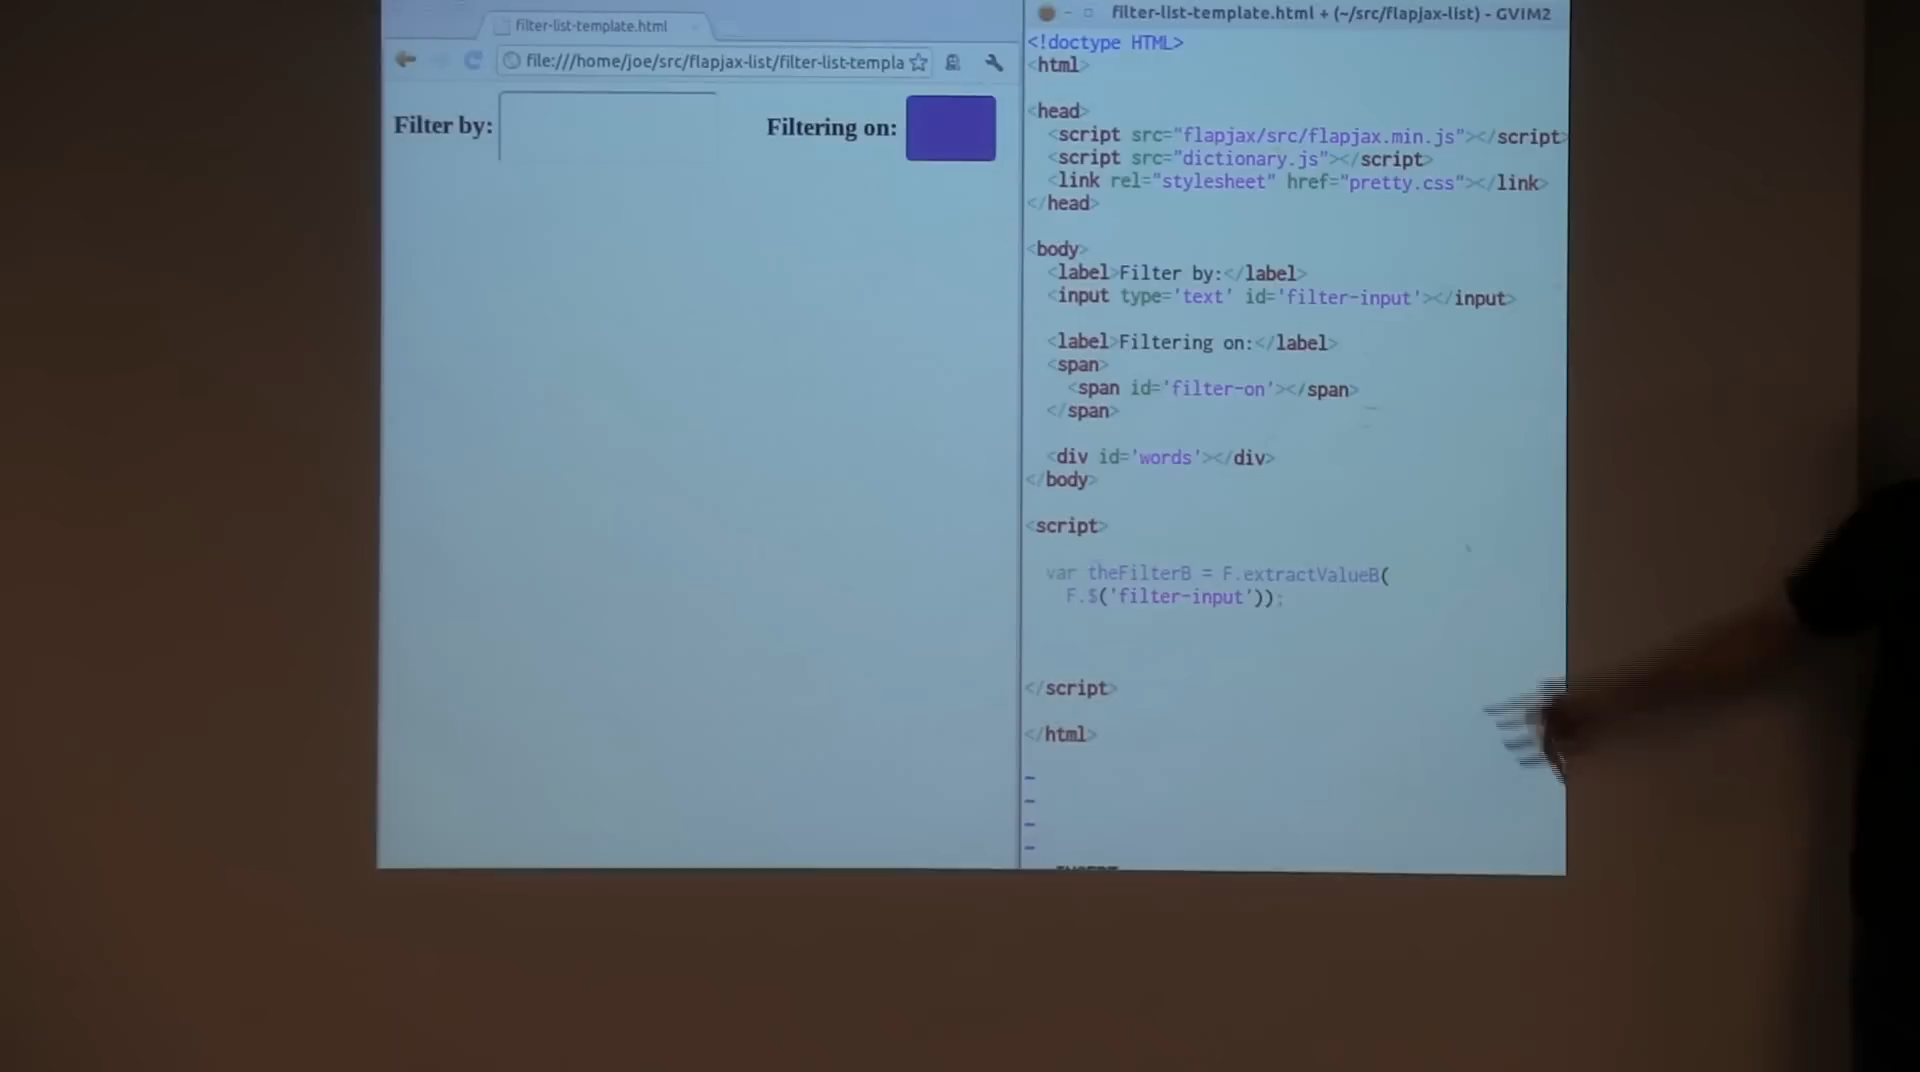 filter-list-template.html
file:///home/joe/src/flapjax-list/filter-list-templa
Filter by:
Filtering on:
filter-list-template.html + (~/src/flapjax-list) - GVIM2
<!doctype HTML>
<html>
<head>
<script src="flapjax/src/flapjax.min.js"></script>
<script src="dictionary.js"></script>
<link rel="stylesheet" href="pretty.css"></link>
</head>
<body>
<label>Filter by:</label>
<input type='text' id='filter-input'></input>
<label>Filtering on:</label>
<span>
<span id='filter-on'></span>
</span>
<div id='words'></div>
</body>
<script>
var theFilterB = F.extractValueB(
F.$('filter-input'));
</script>
</html>
~
~
~
~